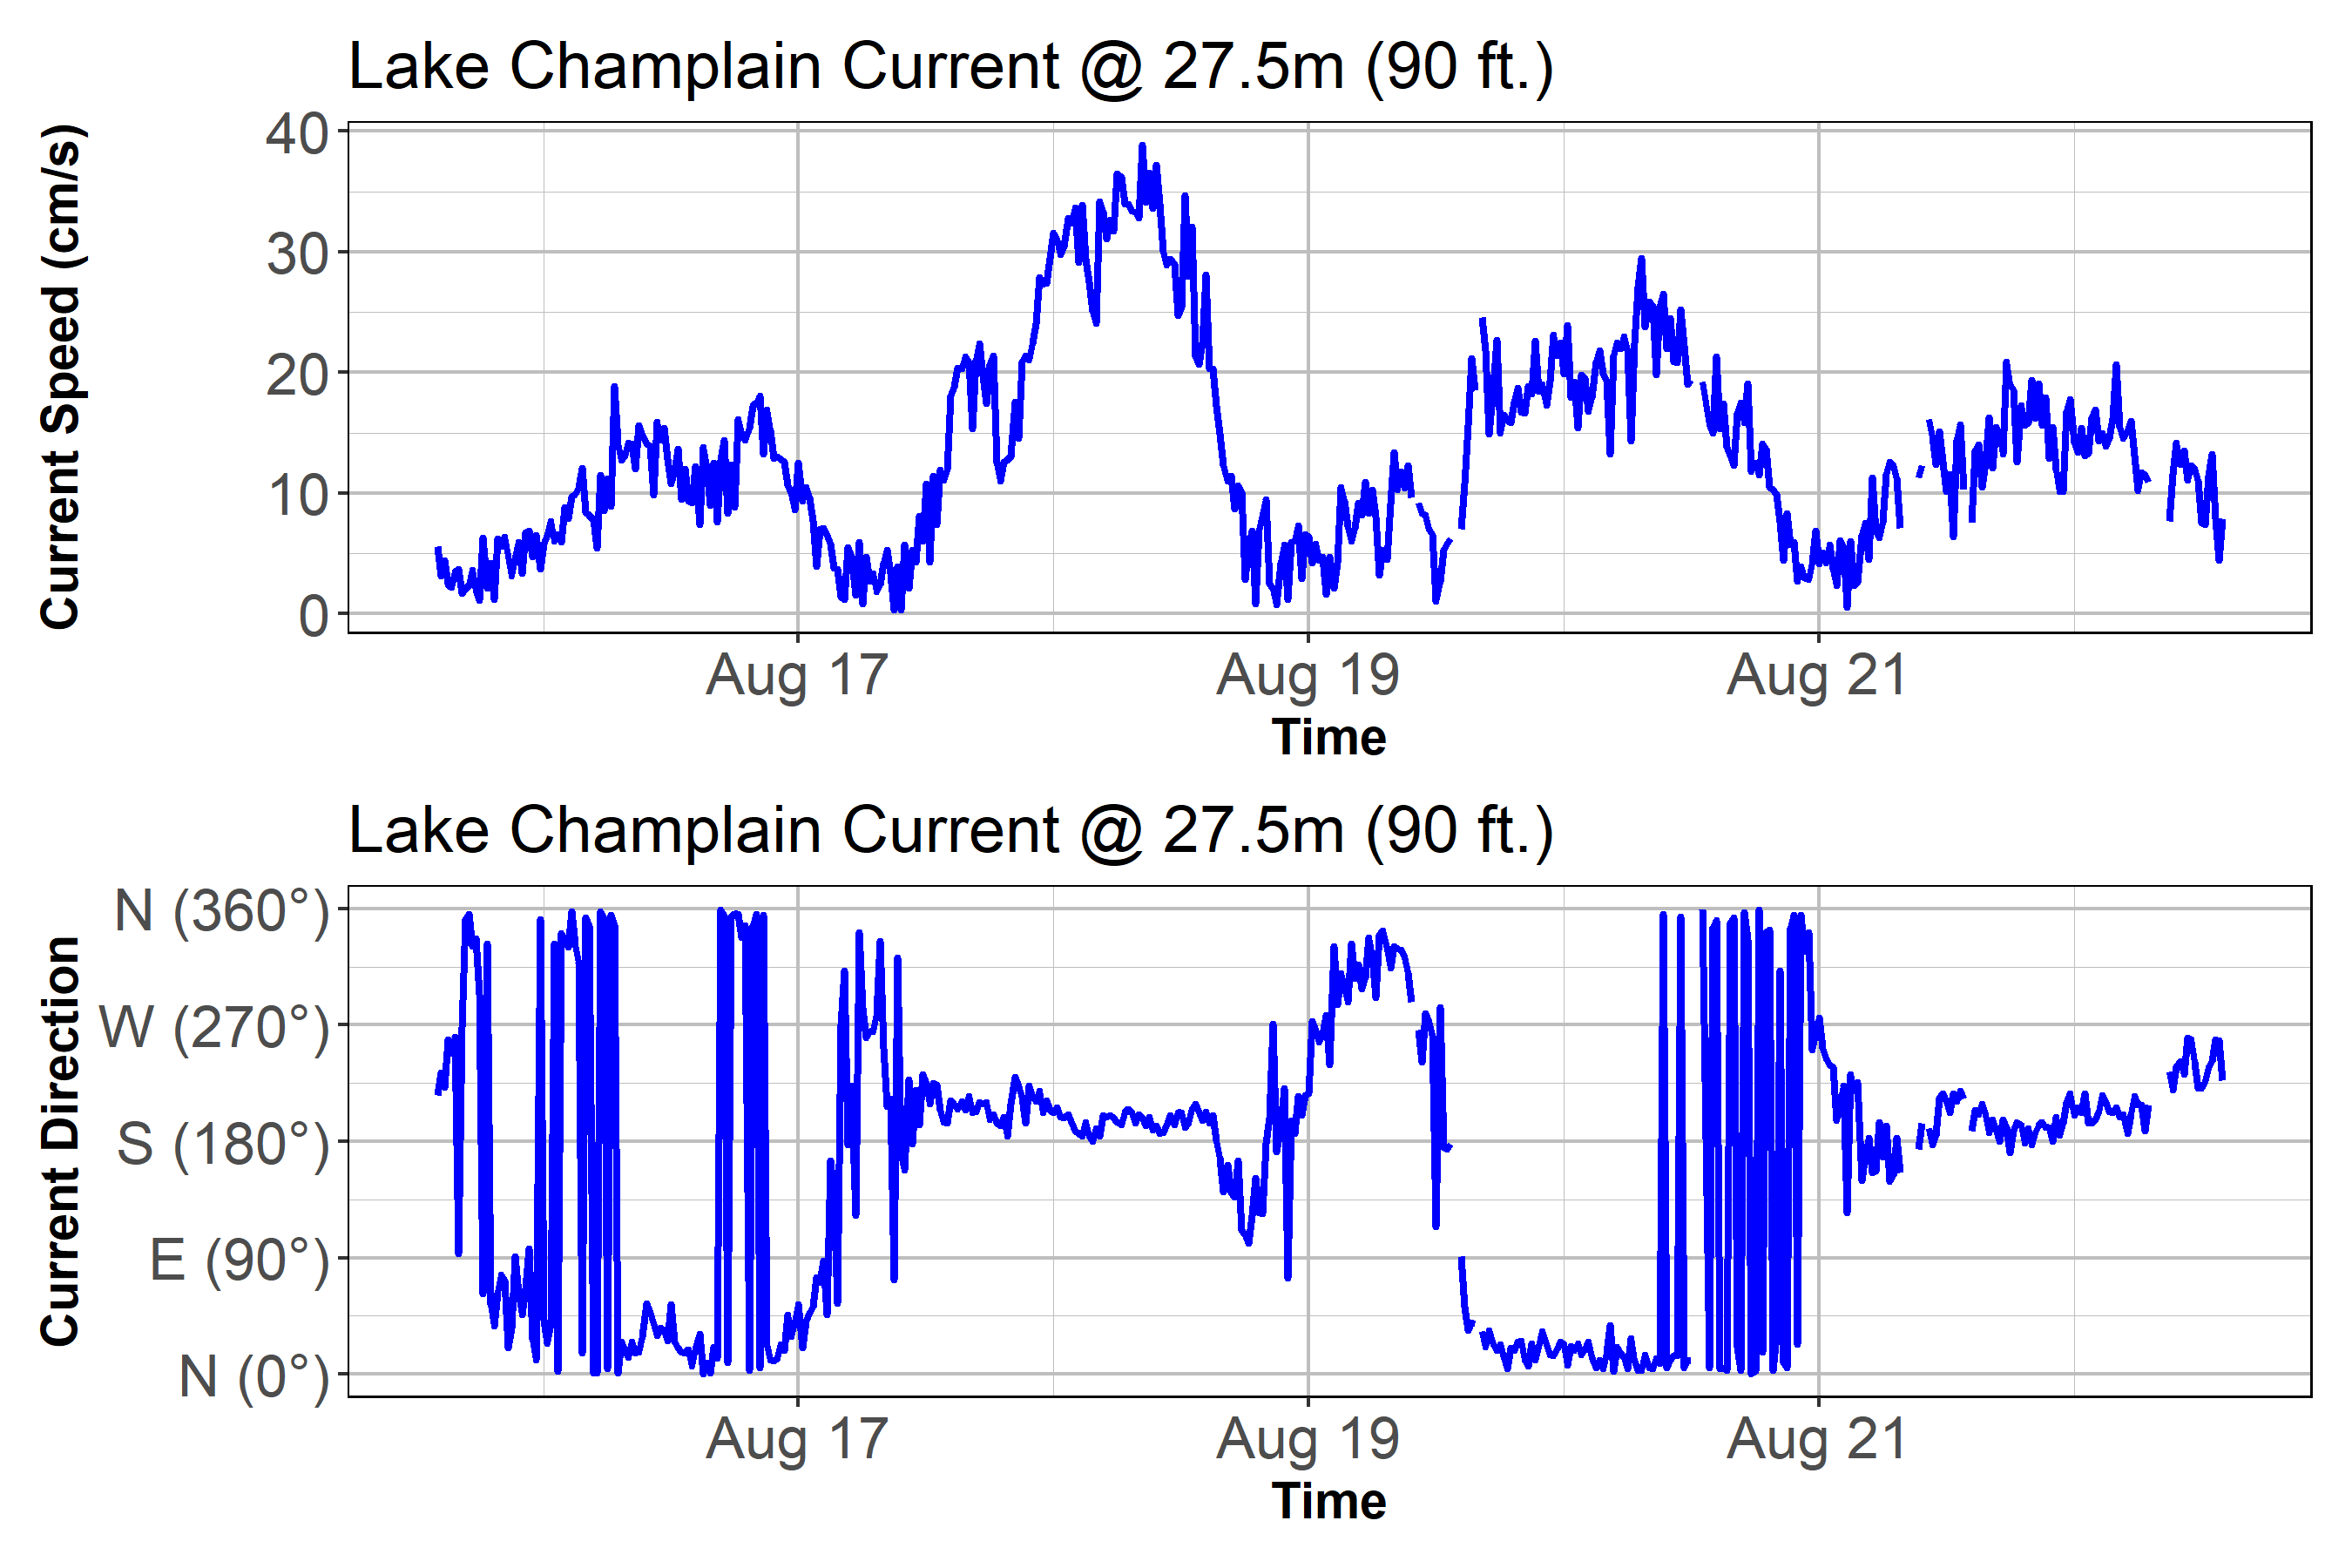 Lake Champlain Current @ 27.5m (90 ft.)
Current Speed (cm/s)
40
30
20
10
0
Aug 17 Aug 19 Aug 21
Time
Lake Champlain Current @ 27.5m (90 ft.)
Current Direction
N (360°)
W (270°)
S (180°)
E (90°)
N (0°)
Aug 17 Aug 19 Aug 21
Time